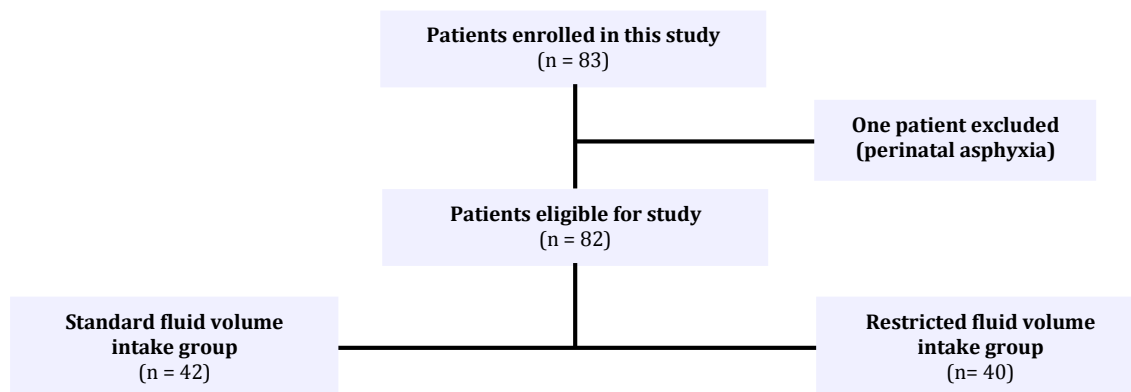 Patients enrolled in this study
(n = 83)
One patient excluded
(perinatal asphyxia)
Patients eligible for study
(n = 82)
Standard fluid volume
intake group
(n = 42)
Restricted fluid volume
intake group
(n= 40)